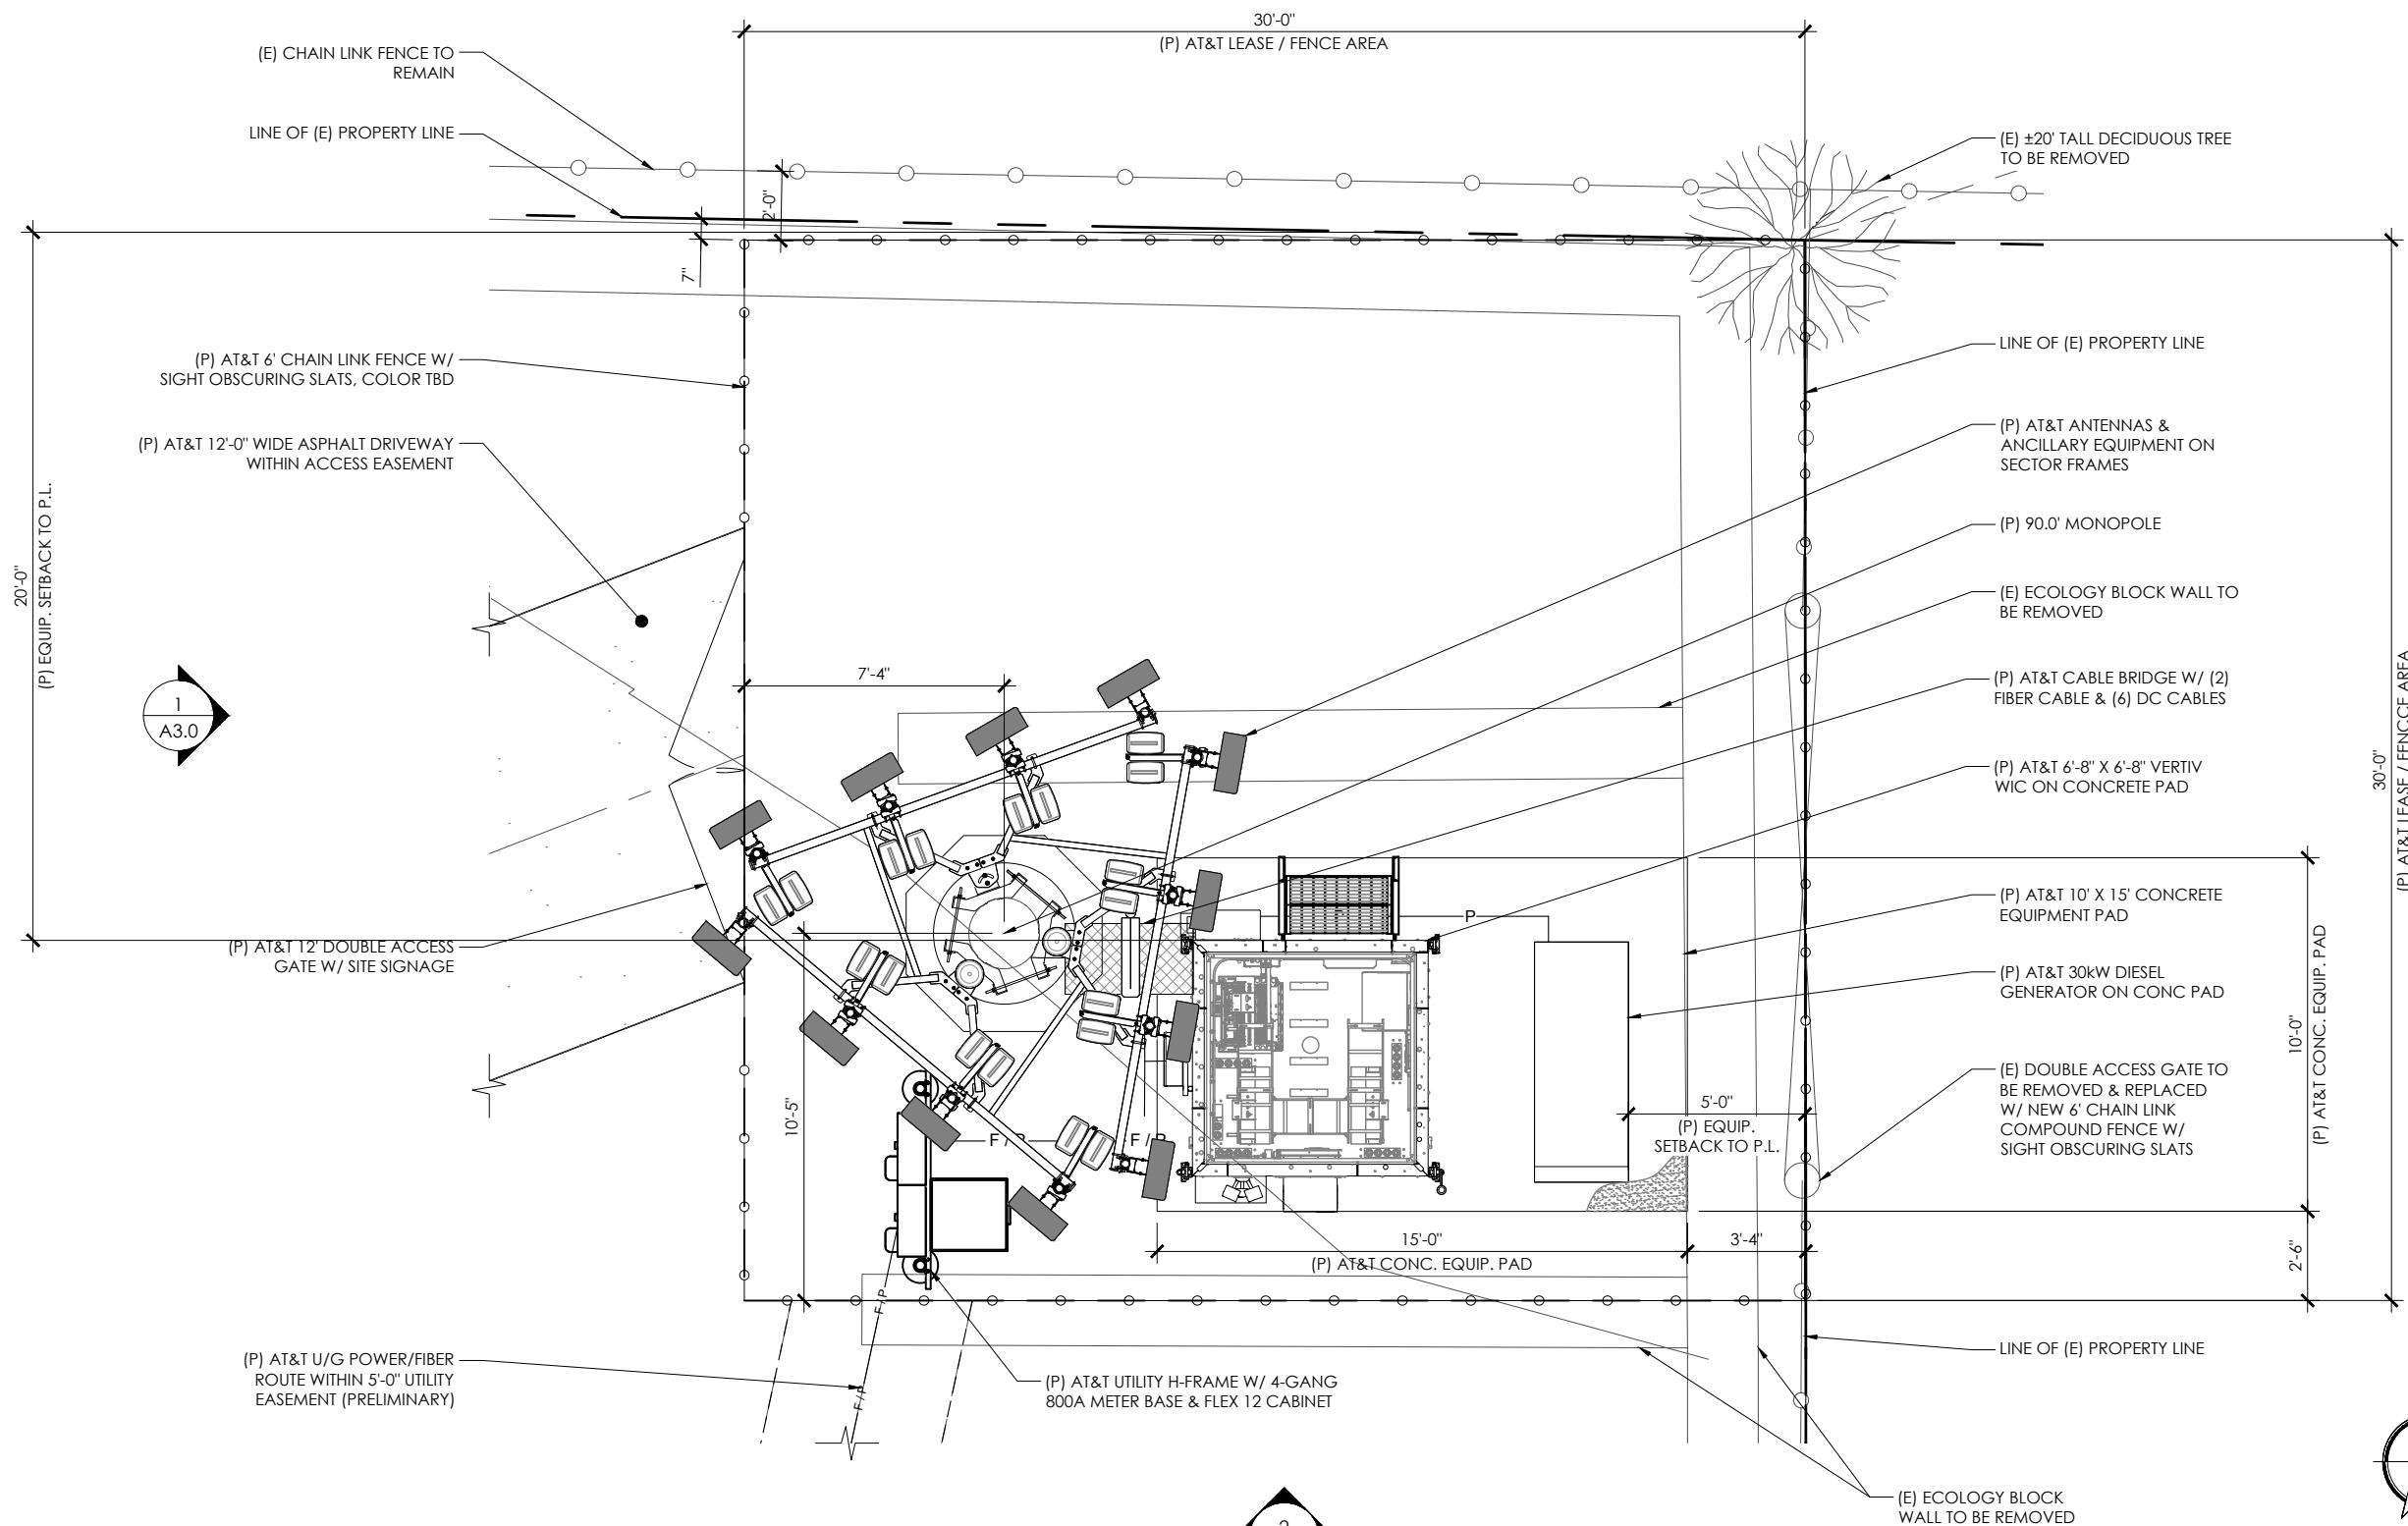 30'-0"
(P) AT&T LEASE / FENCE AREA
(E) CHAIN LINK FENCE TO
REMAIN
LINE OF (E) PROPERTY LINE
(E) ±20' TALL DECIDUOUS TREE
TO BE REMOVED
2'-0"
7"
(P) AT&T 6' CHAIN LINK FENCE W/
SIGHT OBSCURING SLATS, COLOR TBD
LINE OF (E) PROPERTY LINE
(P) AT&T 12'-0" WIDE ASPHALT DRIVEWAY
WITHIN ACCESS EASEMENT
(P) AT&T ANTENNAS &
ANCILLARY EQUIPMENT ON
SECTOR FRAMES
(P) 90.0' MONOPOLE
20'-0"
(P) EQUIP. SETBACK TO P.L.
(E) ECOLOGY BLOCK WALL TO
BE REMOVED
1
A3.0
7'-4"
(P) AT&T CABLE BRIDGE W/ (2)
FIBER CABLE & (6) DC CABLES
(P) AT&T 6'-8" X 6'-8" VERTIV
WIC ON CONCRETE PAD
30'-0"
(P) AT&T LEASE / FENCCE AREA
(P) AT&T 10' X 15' CONCRETE
EQUIPMENT PAD
P
(P) AT&T 12' DOUBLE ACCESS
GATE W/ SITE SIGNAGE
(P) AT&T 30kW DIESEL
GENERATOR ON CONC PAD
10'-0"
(P) AT&T CONC. EQUIP. PAD
(E) DOUBLE ACCESS GATE TO
BE REMOVED & REPLACED
W/ NEW 6' CHAIN LINK
COMPOUND FENCE W/
SIGHT OBSCURING SLATS
10'-5"
5'-0"
(P) EQUIP.
SETBACK TO P.L.
F / P
F / P
15'-0"
(P) AT&T CONC. EQUIP. PAD
3'-4"
2'-6"
F / P
LINE OF (E) PROPERTY LINE
(P) AT&T U/G POWER/FIBER
ROUTE WITHIN 5'-0" UTILITY
EASEMENT (PRELIMINARY)
F / P
(P) AT&T UTILITY H-FRAME W/ 4-GANG
800A METER BASE & FLEX 12 CABINET
(E) ECOLOGY BLOCK
WALL TO BE REMOVED